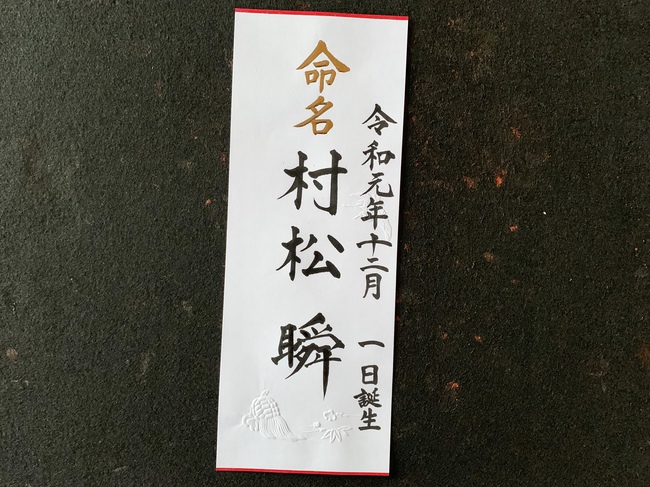 令和元年十二月 一日誕生
命名 村松 瞬